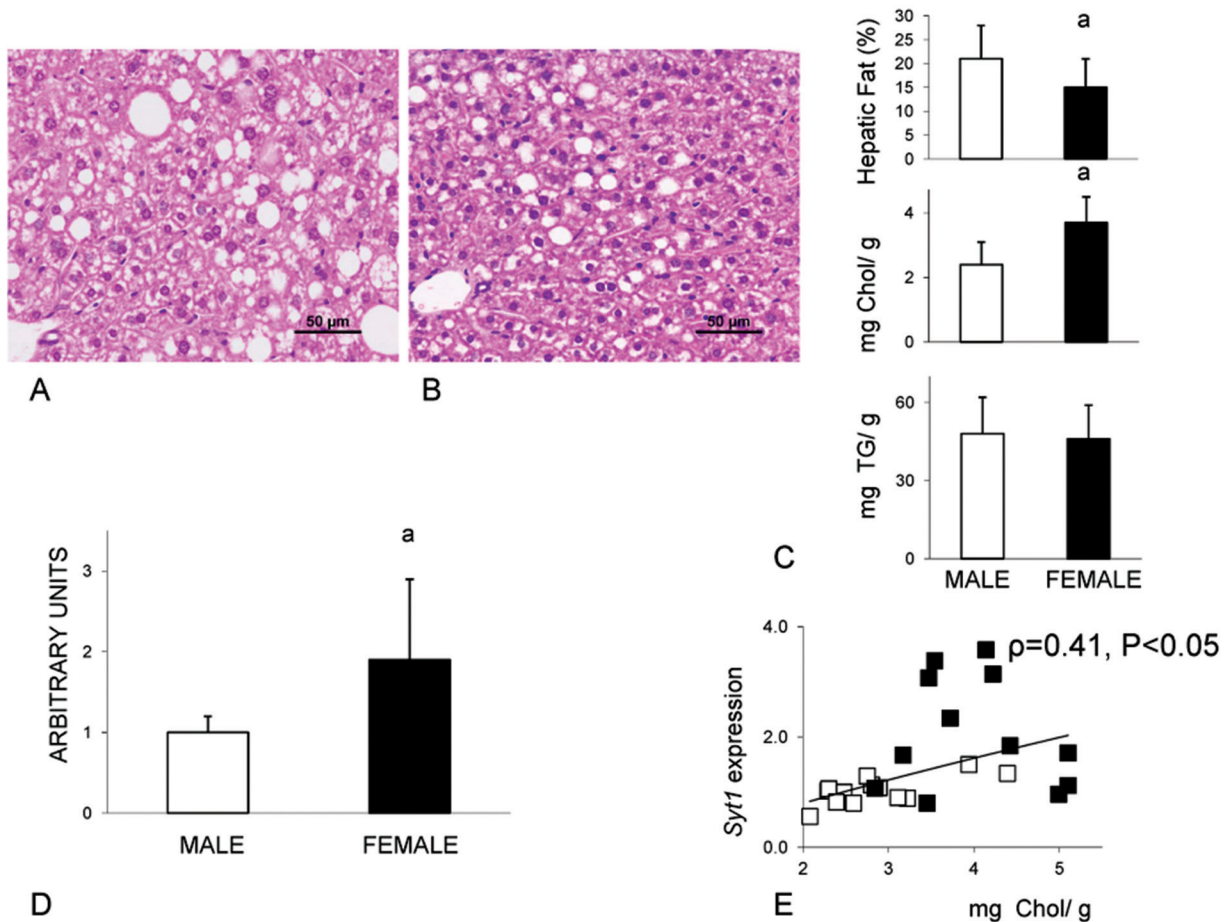 50 µm
A
50 µm
B
Hepatic Fat (%)
30
25
20
15
10
5
0
a
mg Chol/ g
4
2
0
a
mg TG/ g
60
30
0
C
MALE
FEMALE
ARBITRARY UNITS
3
2
1
0
a
MALE
FEMALE
D
Syt1 expression
4.0
2.0
0.0
ρ=0.41, P<0.05
2
3
4
5
mg Chol/ g
E